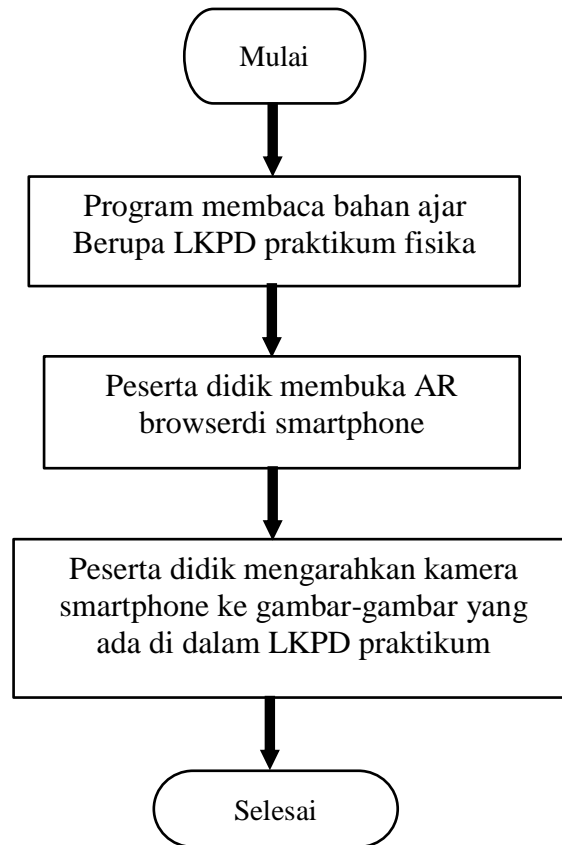 Mulai
Program membaca bahan ajar
Berupa LKPD praktikum fisika
Peserta didik membuka AR
browserdi smartphone
Peserta didik mengarahkan kamera
smartphone ke gambar-gambar yang
ada di dalam LKPD praktikum
Selesai